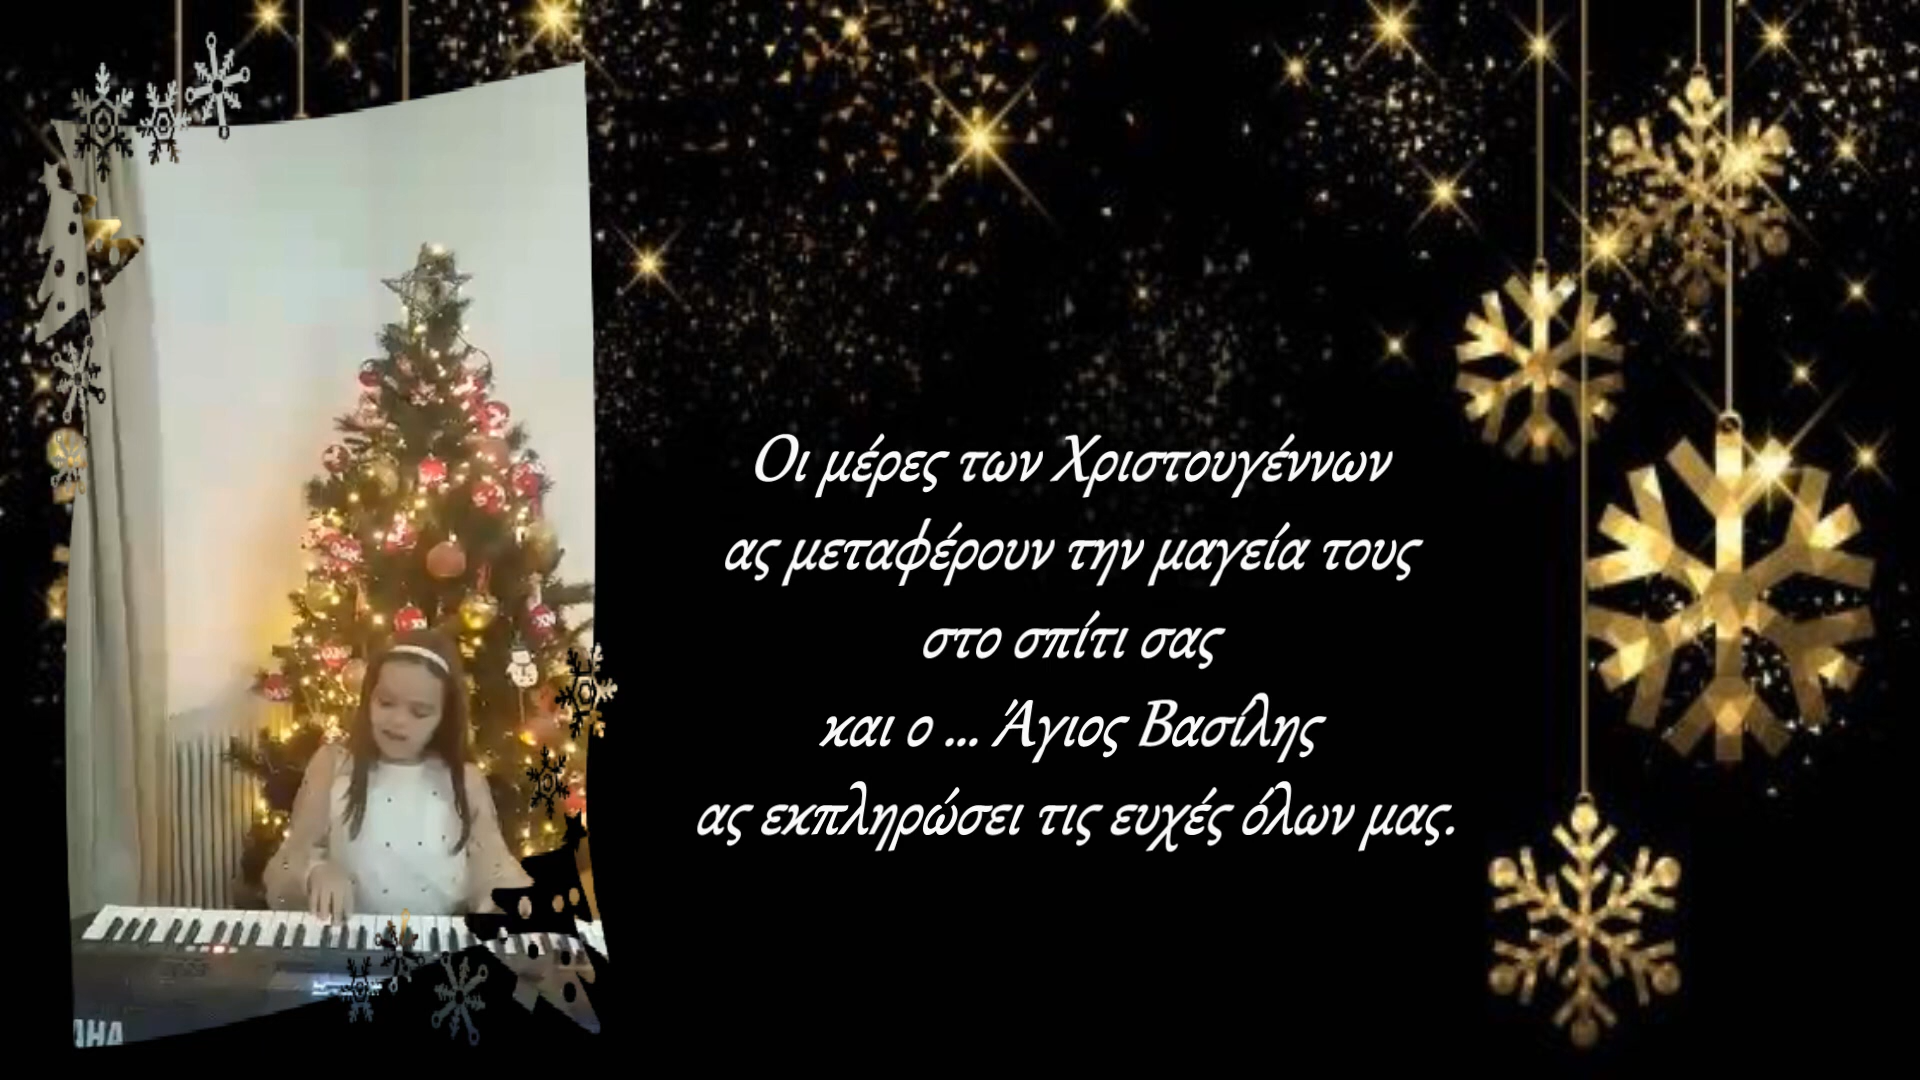 Οι μέρες των Χριστουγέννων
ας μεταφέρουν την μαγεία τους
στο σπίτι σας
και ο ... Άγιος Βασίλης
ας εκπληρώσει τις ευχές όλων μας.